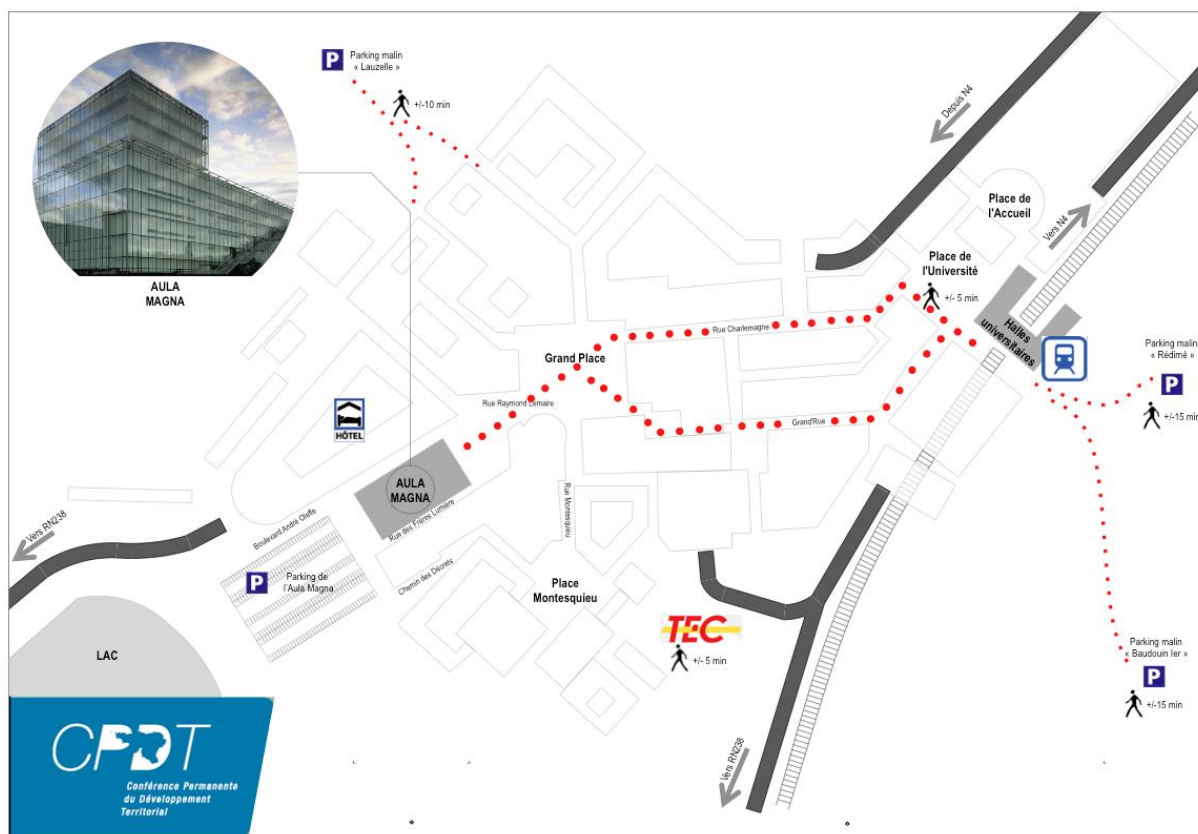 P
Parking malin
« Lauzelle »
+/-10 min
Depuis N4
Place de
l'Accueil
Vers N4
AULA
MAGNA
Place de
l'Université
+/- 5 min
Halles
universitaires
Rue Charlemagne
Grand Place
Parking malin
« Rédimé »
P
+/-15 min
Rue Raymond Lemaire
HÔTEL
Grand'Rue
AULA
MAGNA
Rue Montesquieu
Rue des Frères Lumière
Boulevard André Oleffe
Vers RN238
P
Parking de
l'Aula Magna
Chemin des Décrets
Place
Montesquieu
TEC
+/- 5 min
Parking malin
« Baudouin Ier »
P
+/-15 min
LAC
Vers RN238
CPDT
Conférence Permanente
du Développement
Territorial